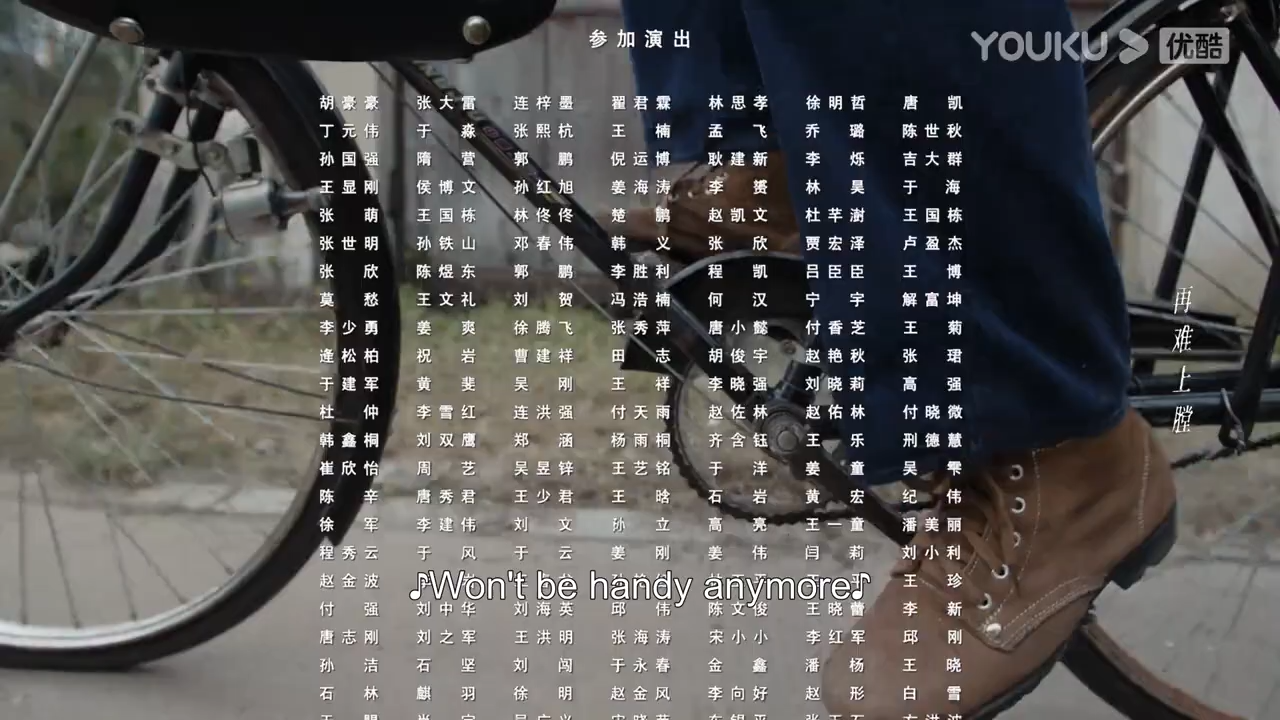 参加演出
YOUKU 优酷
胡豪豪 张大雷 连梓墨 翟君霖 林思孝 徐明哲 唐凯
丁元伟 于淼 张熙杭 王楠 孟飞 乔璐 陈世秋
孙国强 隋营 郭鹏 倪运博 耿建新 李烁 吉大群
王显刚 侯博文 孙红旭 姜海涛 李赟 林昊 于海
张萌 王国栋 林佟佟 楚鹏 赵凯文 杜芊澍 王国栋
张世明 孙铁山 邓春伟 韩义 张欣 贾宏泽 卢盈杰
张欣 陈煜东 郭鹏 李胜利 程凯 吕臣臣 王博
莫愁 王文礼 刘贺 冯浩楠 何汉 宁宇 解富坤
李少勇 姜爽 徐腾飞 张秀萍 唐小懿 付香芝 王菊
逄松柏 祝岩 曹建祥 田志 胡俊宇 赵艳秋 张珺
于建军 黄斐 吴刚 王祥 李晓强 刘晓莉 高强
杜仲 李雪红 连洪强 付天雨 赵佐林 赵佑林 付晓微
韩鑫桐 刘双鹰 郑涵 杨雨桐 齐含钰 王乐 刑德慧
崔欣怡 周艺 吴昱锌 王艺铭 于洋 姜童 吴雫
陈辛 唐秀君 王少君 王晗 石岩 黄宏 纪伟
徐军 李建伟 刘文 孙立 高亮 王一童 潘美丽
程秀云 于风 于云 姜刚 姜伟 闫莉 刘小利
赵金波 王珍
♪Won't be handy anymore♪
付强 刘中华 刘海英 邱伟 陈文俊 王晓蕾 李新
唐志刚 刘之军 王洪明 张海涛 宋小小 李红军 邱刚
孙洁 石坚 刘闯 于永春 金鑫 潘杨 王晓
石林 麒羽 徐明 赵金风 李向好 赵形 白雪
再难上膛